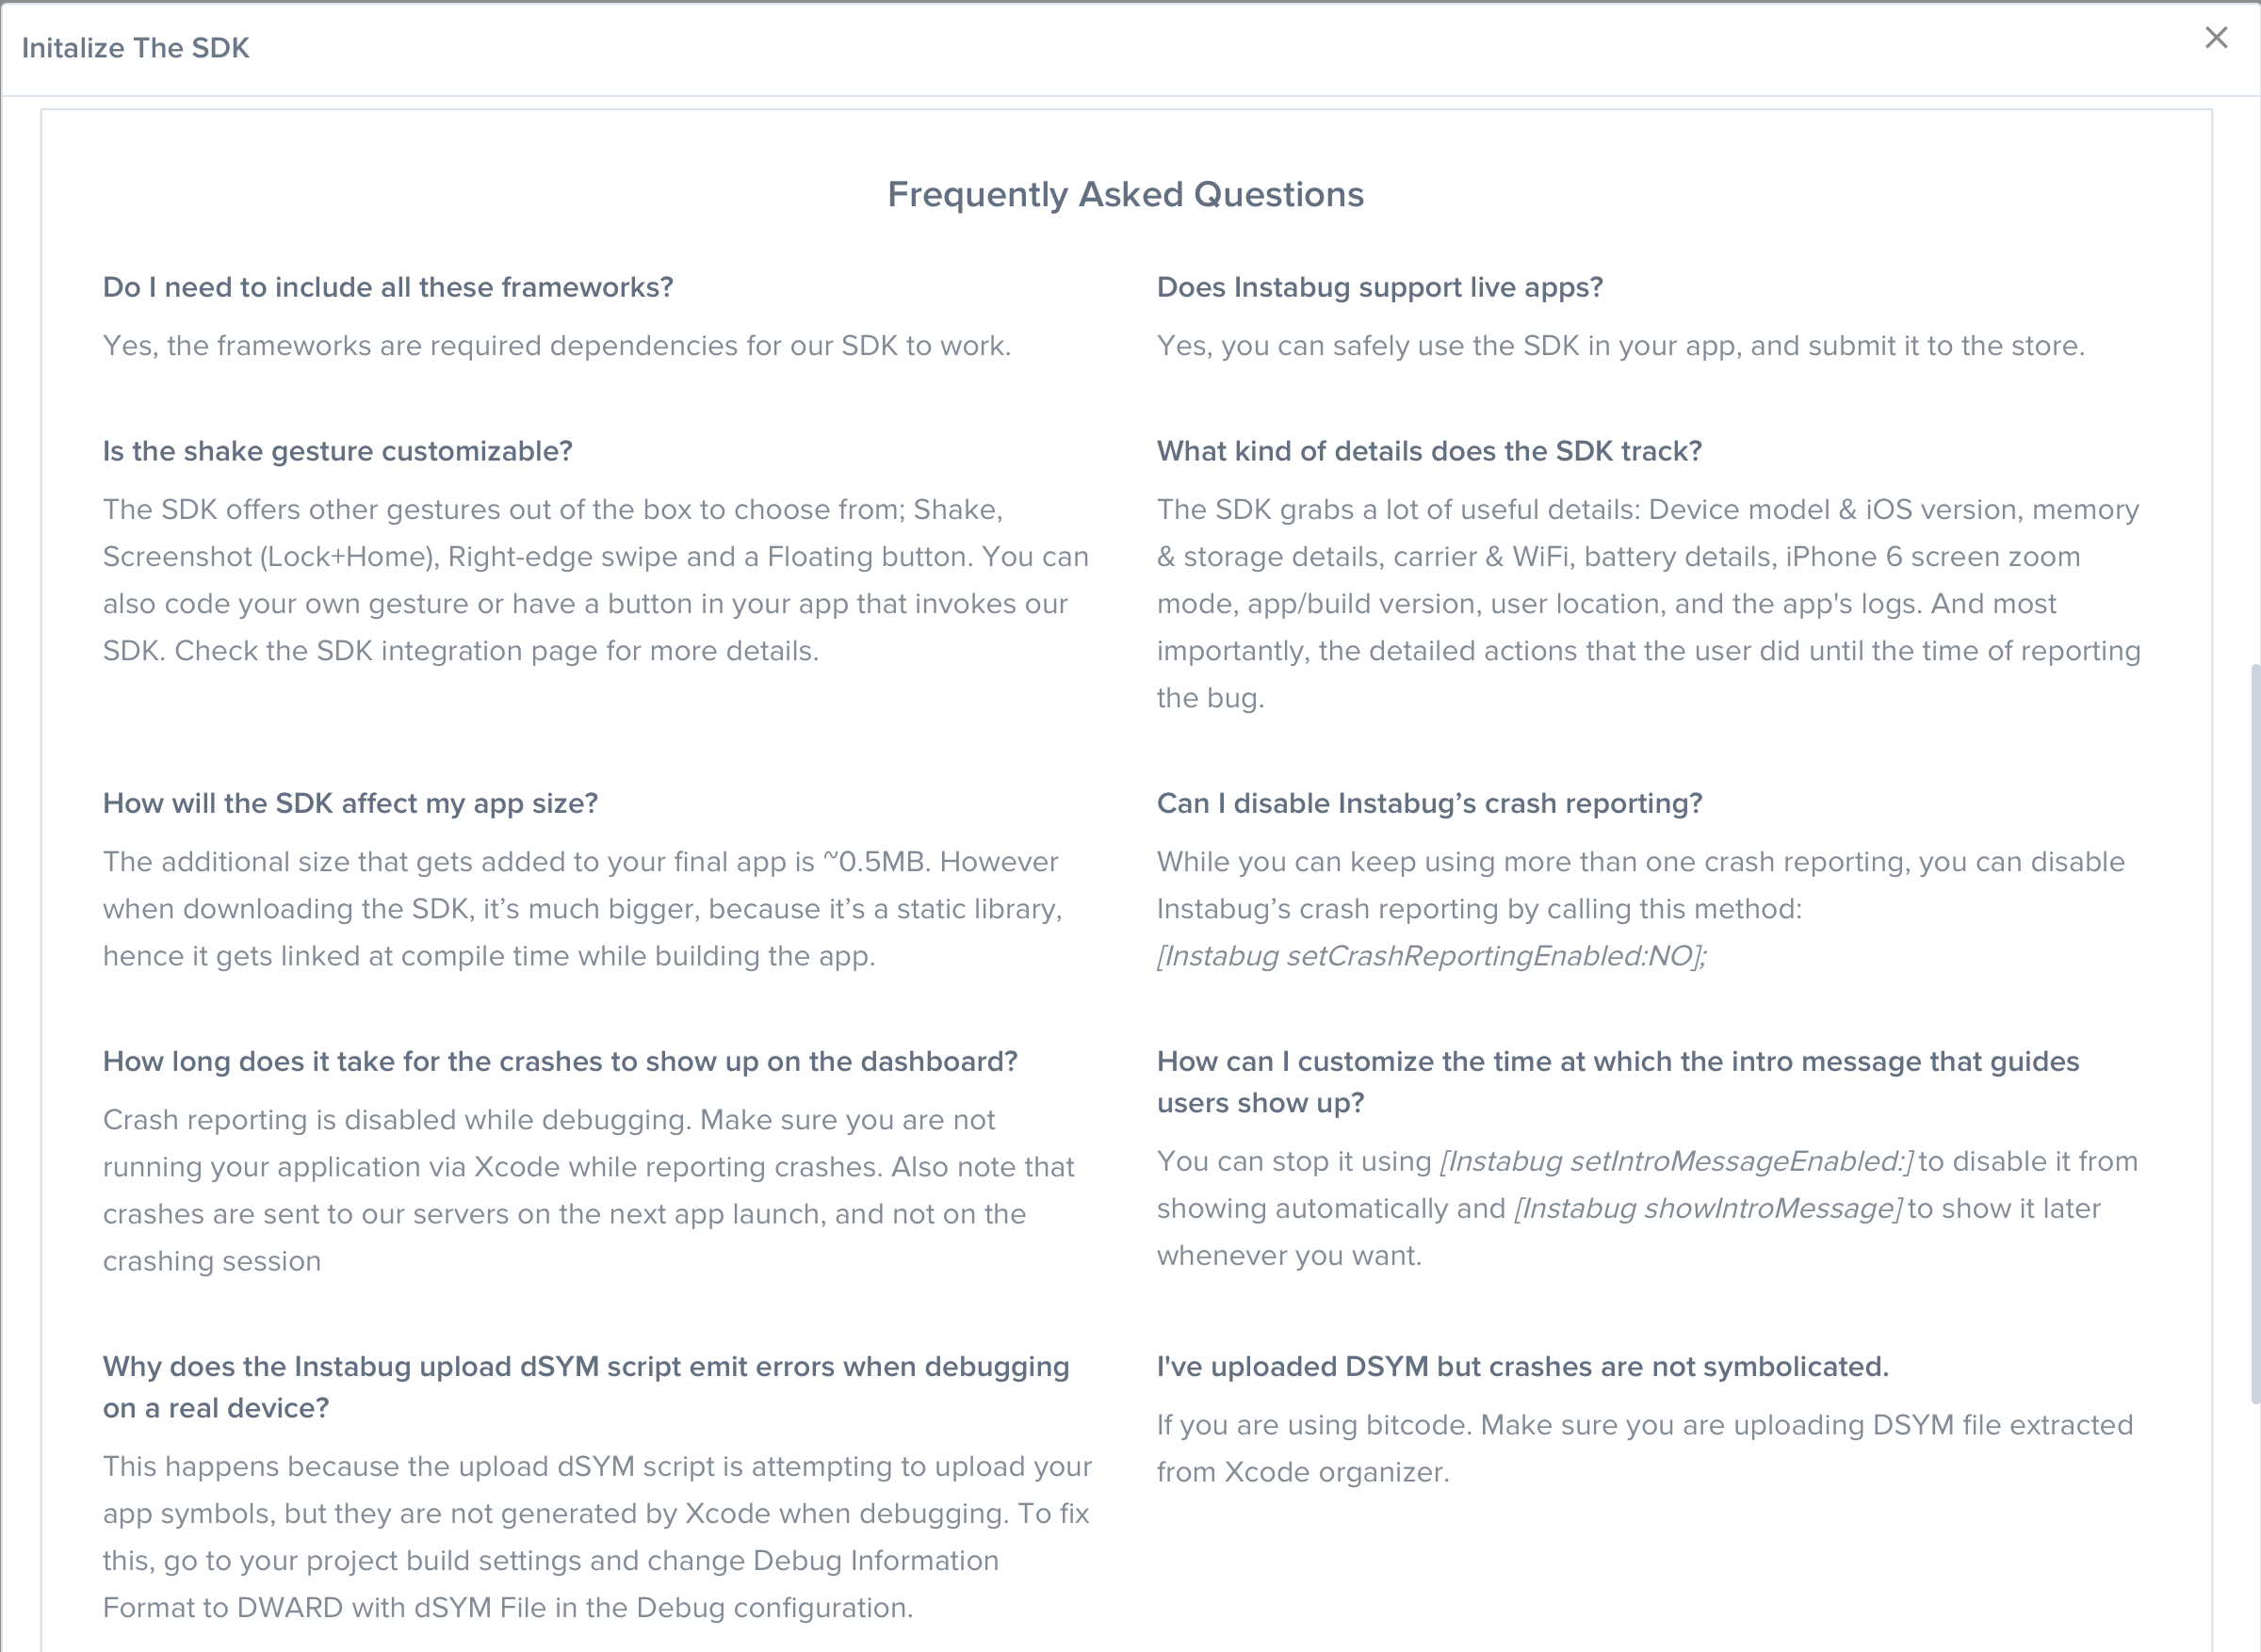 Initalize The SDK
Frequently Asked Questions
Do I need to include all these frameworks?
Yes, the frameworks are required dependencies for our SDK to work.
Does Instabug support live apps?
Yes, you can safely use the SDK in your app, and submit it to the store.
Is the shake gesture customizable?
The SDK offers other gestures out of the box to choose from; Shake,
Screenshot (Lock+Home), Right-edge swipe and a Floating button. You can
also code your own gesture or have a button in your app that invokes our
SDK. Check the SDK integration page for more details.
What kind of details does the SDK track?
The SDK grabs a lot of useful details: Device model & iOS version, memory
& storage details, carrier & WiFi, battery details, iPhone 6 screen zoom
mode, app/build version, user location, and the app's logs. And most
importantly, the detailed actions that the user did until the time of reporting
the bug.
How will the SDK affect my app size?
The additional size that gets added to your final app is ~0.5MB. However
when downloading the SDK, it’s much bigger, because it’s a static library,
hence it gets linked at compile time while building the app.
Can I disable Instabug’s crash reporting?
While you can keep using more than one crash reporting, you can disable
Instabug’s crash reporting by calling this method:
[Instabug setCrashReportingEnabled:NO];
How long does it take for the crashes to show up on the dashboard?
Crash reporting is disabled while debugging. Make sure you are not
running your application via Xcode while reporting crashes. Also note that
crashes are sent to our servers on the next app launch, and not on the
crashing session
How can I customize the time at which the intro message that guides
users show up?
You can stop it using [Instabug setIntroMessageEnabled:] to disable it from
showing automatically and [Instabug showIntroMessage] to show it later
whenever you want.
Why does the Instabug upload dSYM script emit errors when debugging
on a real device?
This happens because the upload dSYM script is attempting to upload your
app symbols, but they are not generated by Xcode when debugging. To fix
this, go to your project build settings and change Debug Information
Format to DWARD with dSYM File in the Debug configuration.
I've uploaded DSYM but crashes are not symbolicated.
If you are using bitcode. Make sure you are uploading DSYM file extracted
from Xcode organizer.